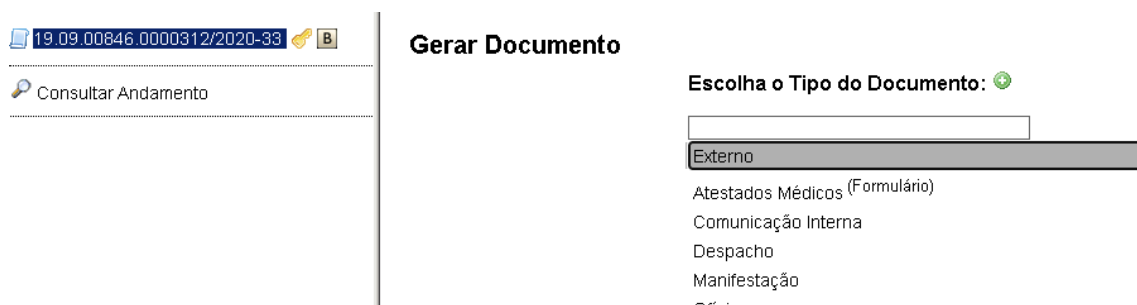 19.09.00846.0000312/2020-33 B
Consultar Andamento
Gerar Documento
Escolha o Tipo do Documento:
Externo
Atestados Médicos (Formulário)
Comunicação Interna
Despacho
Manifestação